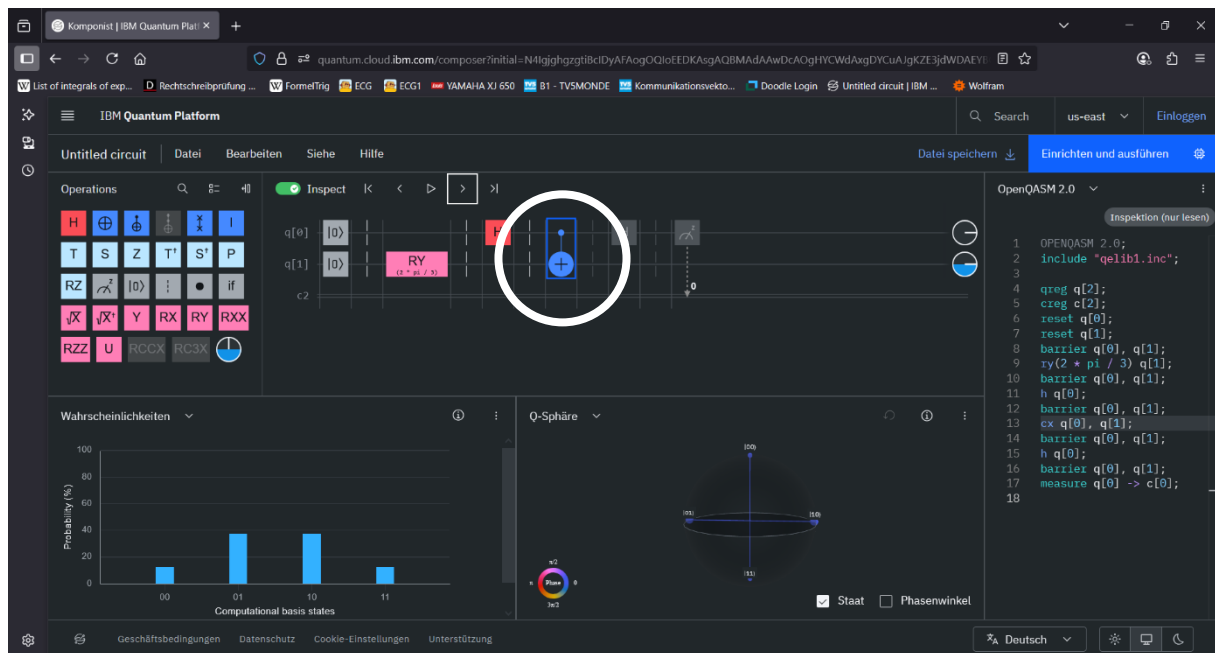 Komponist | IBM Quantum Platf
quantum.cloud.ibm.com/composer?initial=
List of integrals of exp... Rechtschreibprüfung ... FormelTrig ECG ECG1 YAMAHA XJ 650 B1 - TV5MONDE Kommunikationsvekto... Doodle Login Untitled circuit | IBM ... Wolfram
IBM Quantum Platform Search us-east Einloggen
Untitled circuit Datei Bearbeiten Siehe Hilfe Datei speichern Einrichten und ausführen
Operations Inspect OpenQASM 2.0
Inspektion (nur lesen)
H I
T S Z T† S† P
RZ z |0⟩ if
√X √X† Y RX RY RXX
RZZ U RCCX RC3X
q[0] |0⟩ H z
q[1] |0⟩ RY
(2 * pi / 3)
c2 0
1 OPENQASM 2.0;
2 include "qelib1.inc";
3
4 qreg q[2];
5 creg c[2];
6 reset q[0];
7 reset q[1];
8 barrier q[0], q[1];
9 ry(2 * pi / 3) q[1];
10 barrier q[0], q[1];
11 h q[0];
12 barrier q[0], q[1];
13 cx q[0], q[1];
14 barrier q[0], q[1];
15 h q[0];
16 barrier q[0], q[1];
17 measure q[0] -> c[0];
18
Wahrscheinlichkeiten
Probability (%)
100
80
60
40
20
0
00 01 10 11
Computational basis states
Q-Sphäre
|00⟩
|01⟩ |10⟩
|11⟩
π/2
π Phase 0
3π/2
Staat Phasenwinkel
Geschäftsbedingungen Datenschutz Cookie-Einstellungen Unterstützung Deutsch